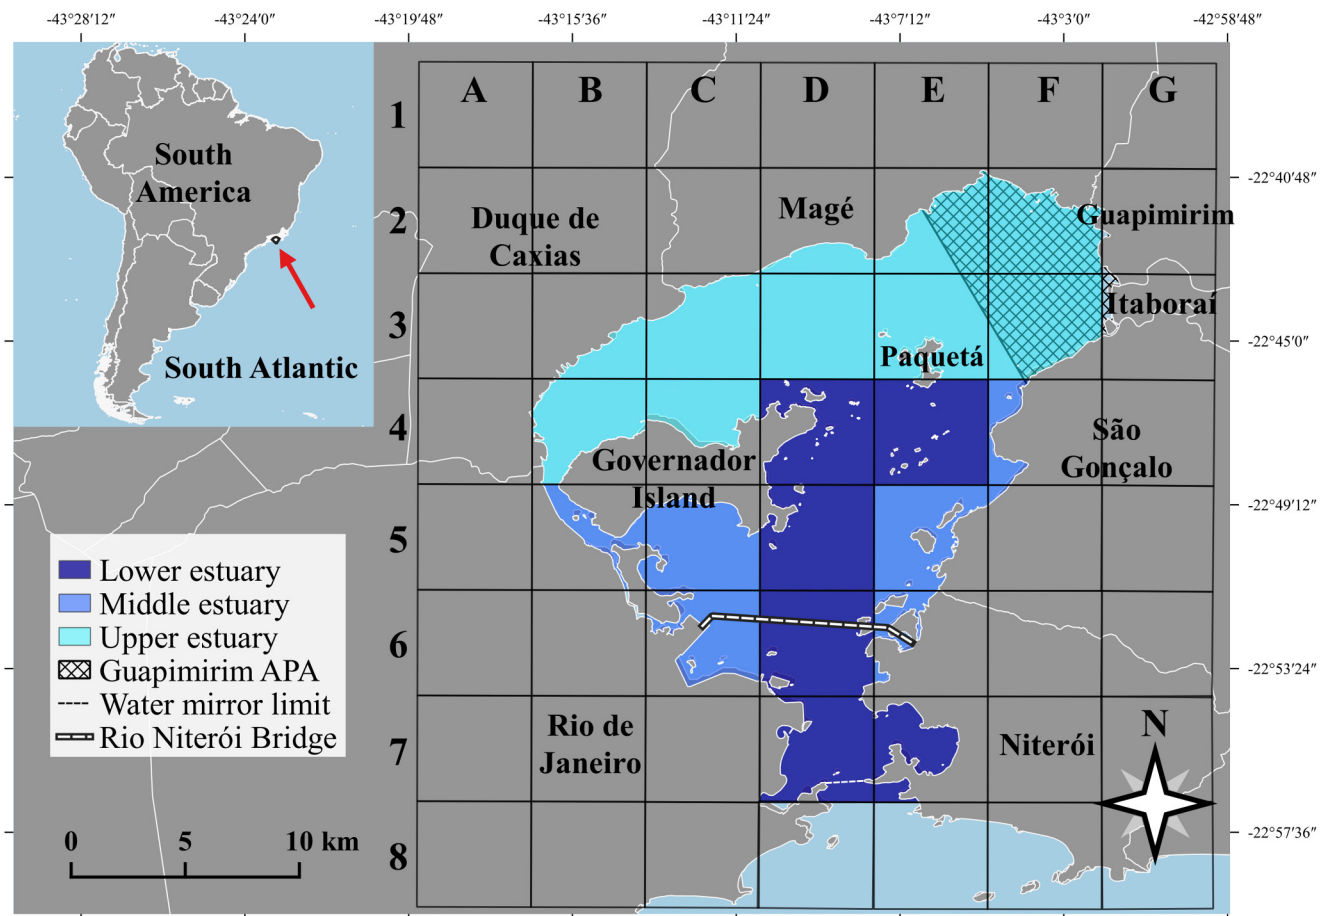 -43°28′12″ -43°24′0″ -43°19′48″ -43°15′36″ -43°11′24″ -43°7′12″ -43°3′0″ -42°58′48″
A B C D E F G
1
South
America
-22°40′48″
2
Duque de
Caxias
Magé
Guapimirim
3
Itaboraí
South Atlantic
Paquetá
-22°45′0″
4
Governador
Island
São
Gonçalo
-22°49′12″
5
Lower estuary
Middle estuary
Upper estuary
Guapimirim APA
Water mirror limit
Rio Niterói Bridge
6
-22°53′24″
7
Rio de
Janeiro
Niterói
N
-22°57′36″
8
0 5 10 km